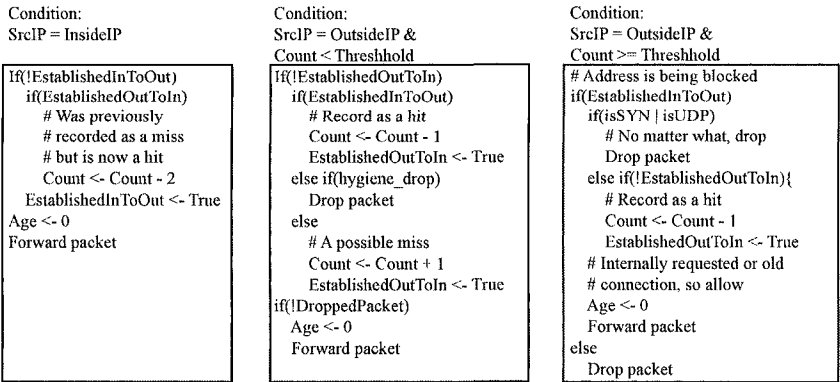 Condition:
SrcIP = InsideIP
If(!EstablishedInToOut)
if(EstablishedOutToIn)
# Was previously
# recorded as a miss
# but is now a hit
Count <- Count - 2
EstablishedInToOut <- True
Age <- 0
Forward packet
Condition:
SrcIP = OutsideIP &
Count < Threshhold
If(!EstablishedOutToIn)
if(EstablishedInToOut)
# Record as a hit
Count <- Count - 1
EstablishedOutToIn <- True
else if(hygiene_drop)
Drop packet
else
# A possible miss
Count <- Count + 1
EstablishedOutToIn <- True
if(!DroppedPacket)
Age <- 0
Forward packet
Condition:
SrcIP = OutsideIP &
Count >= Threshhold
# Address is being blocked
if(EstablishedInToOut)
if(isSYN | isUDP)
# No matter what, drop
Drop packet
else if(!EstablishedOutToIn){
# Record as a hit
Count <- Count - 1
EstablishedOutToIn <- True
# Internally requested or old
# connection, so allow
Age <- 0
Forward packet
else
Drop packet